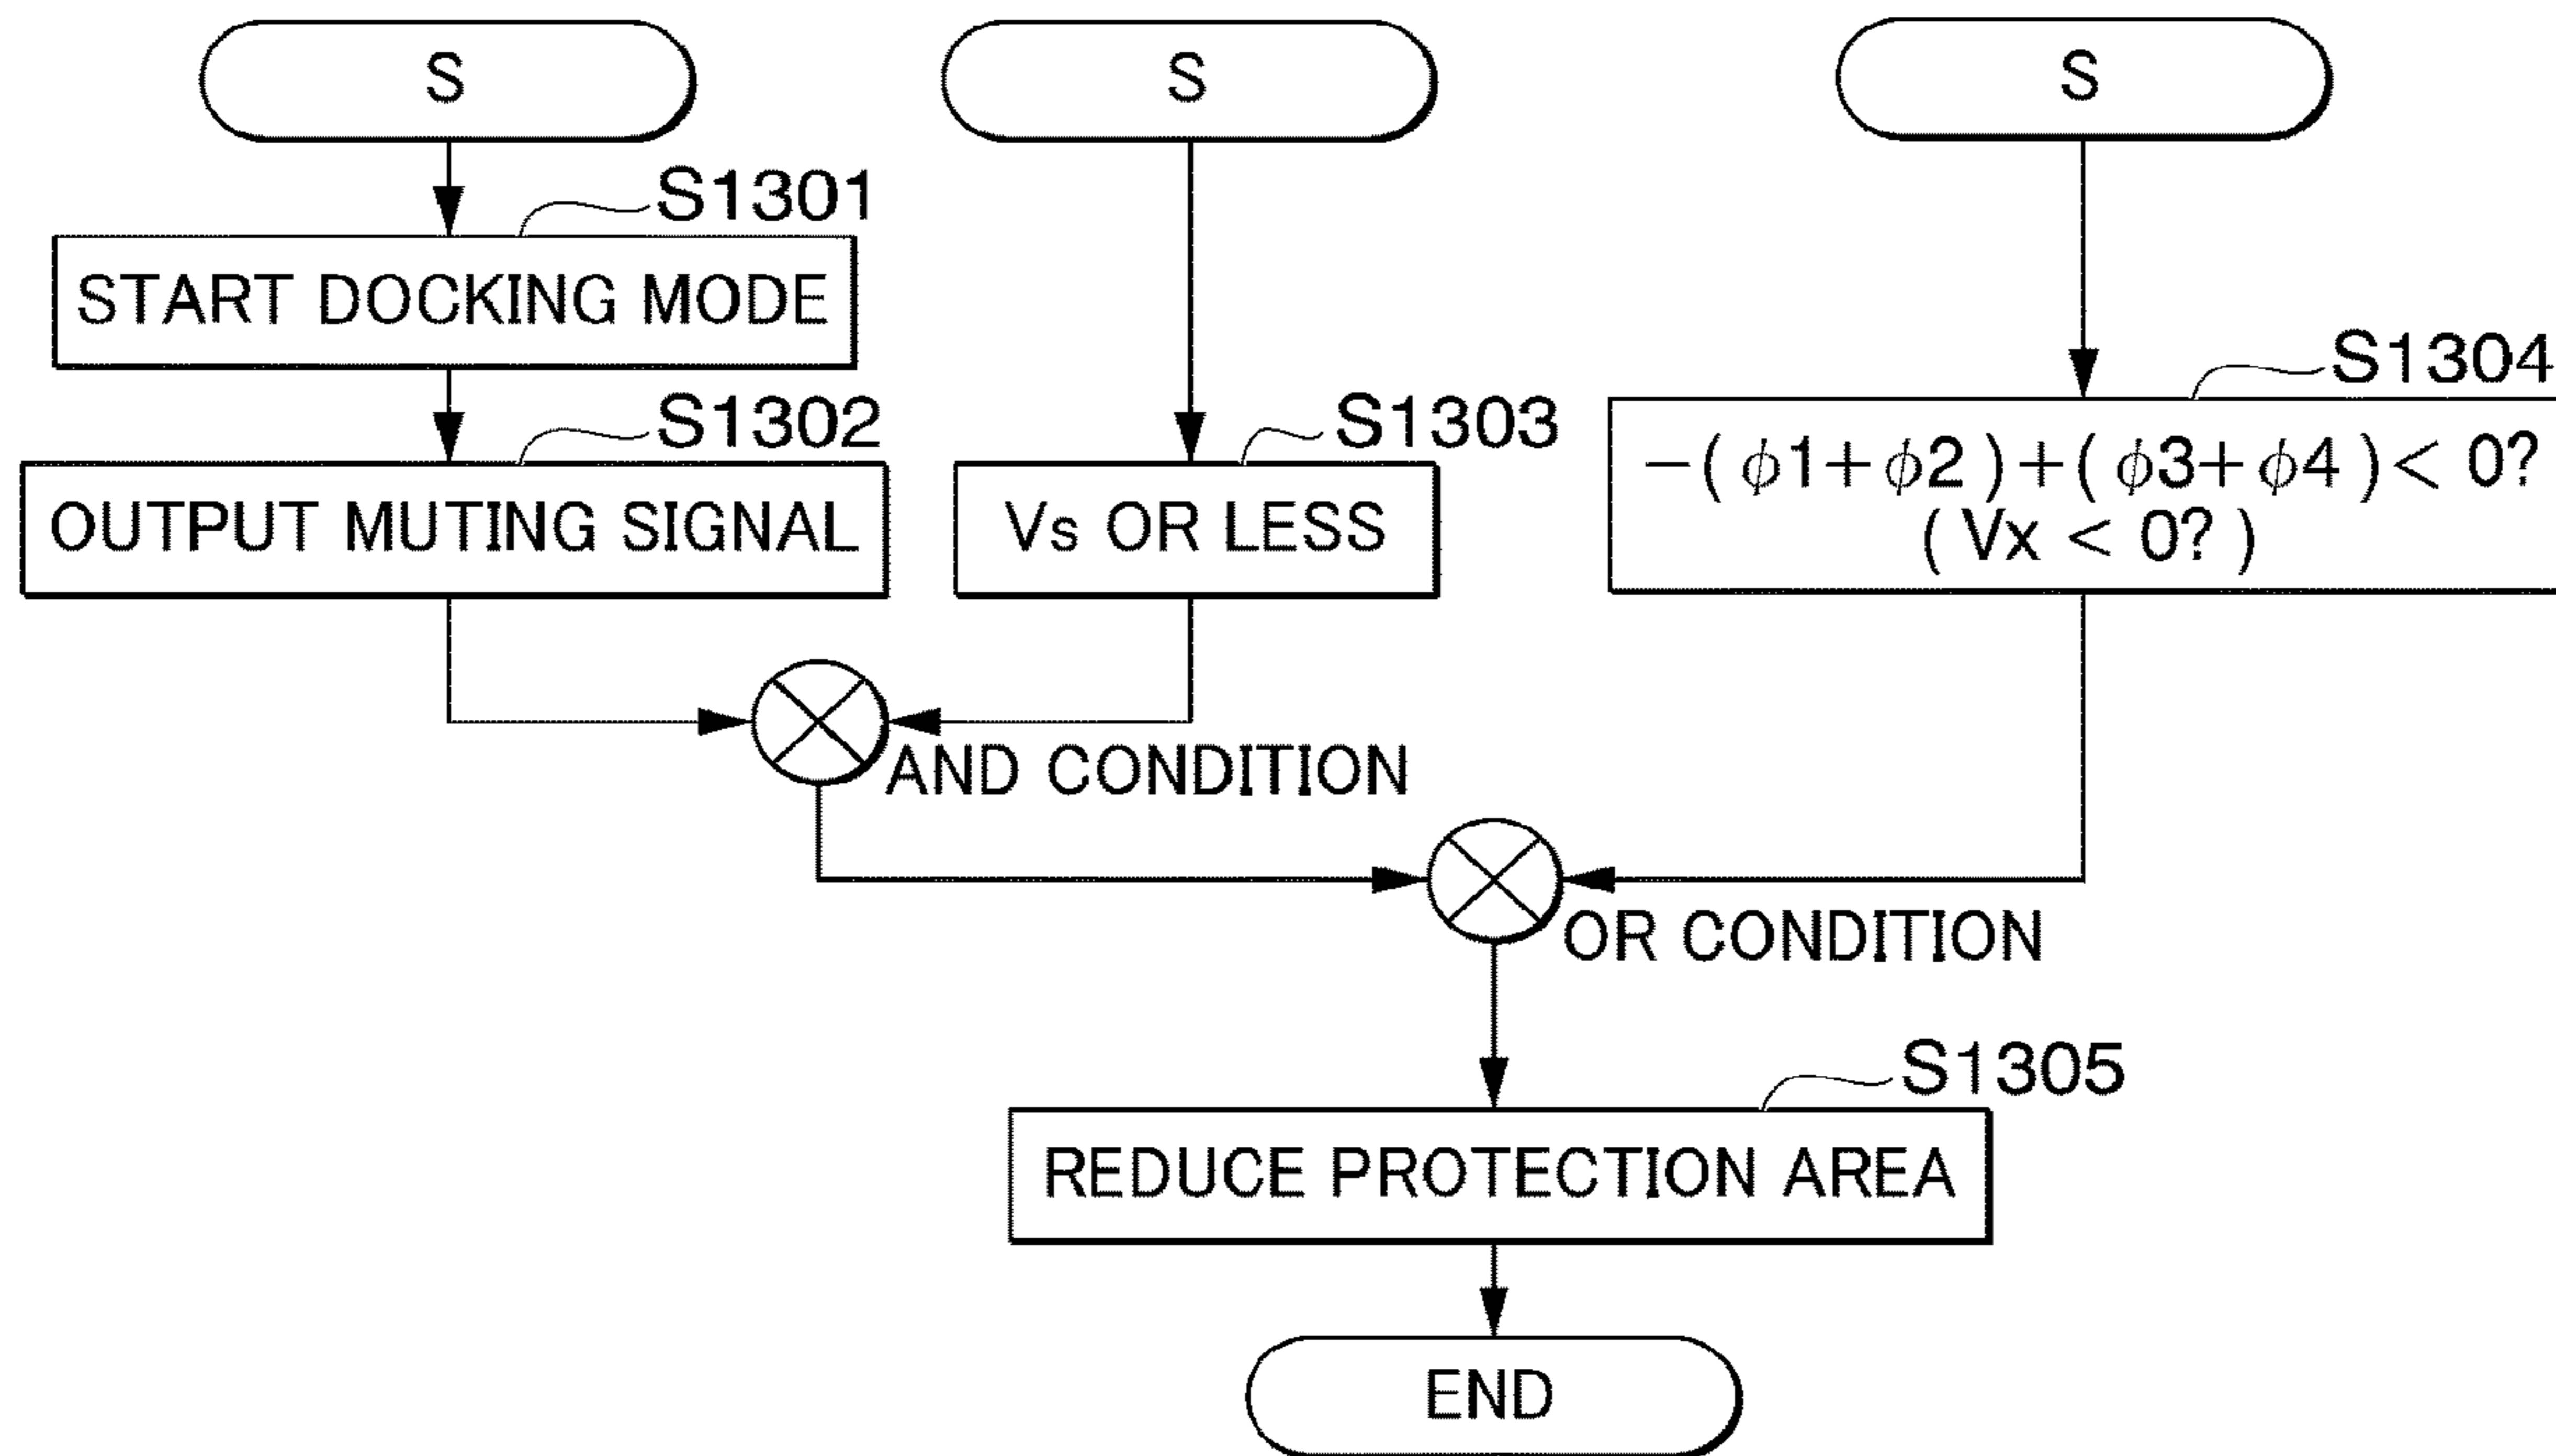 S
S
S
S1301
START DOCKING MODE
S1302
OUTPUT MUTING SIGNAL
S1303
Vs OR LESS
S1304
−( ϕ1+ϕ2 )+( ϕ3+ϕ4 )< 0?
( Vx < 0? )
AND CONDITION
OR CONDITION
S1305
REDUCE PROTECTION AREA
END